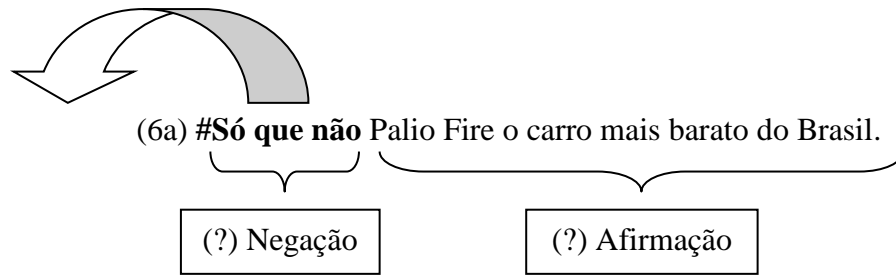 (6a) #Só que não Palio Fire o carro mais barato do Brasil.
(?) Negação
(?) Afirmação